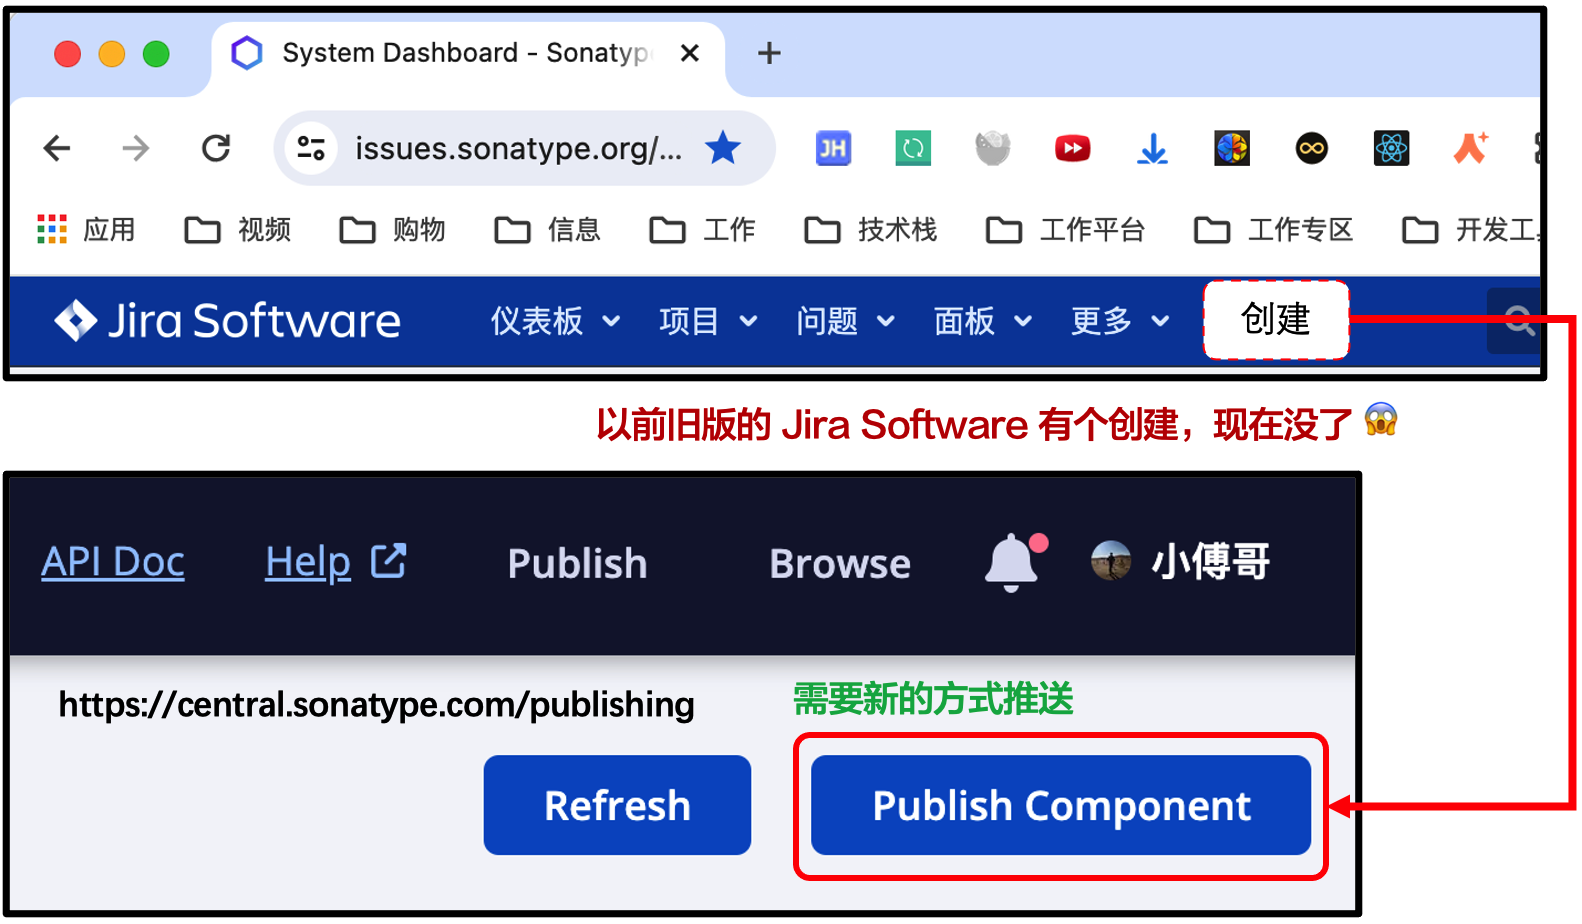 System Dashboard - Sonatyp
issues.sonatype.org/...
JH
应用 视频 购物 信息 工作 技术栈 工作平台 工作专区 开发工
Jira Software 仪表板 项目 问题 面板 更多 创建
以前旧版的 Jira Software 有个创建，现在没了 😱
API Doc Help Publish Browse 小傅哥
https://central.sonatype.com/publishing 需要新的方式推送
Refresh Publish Component